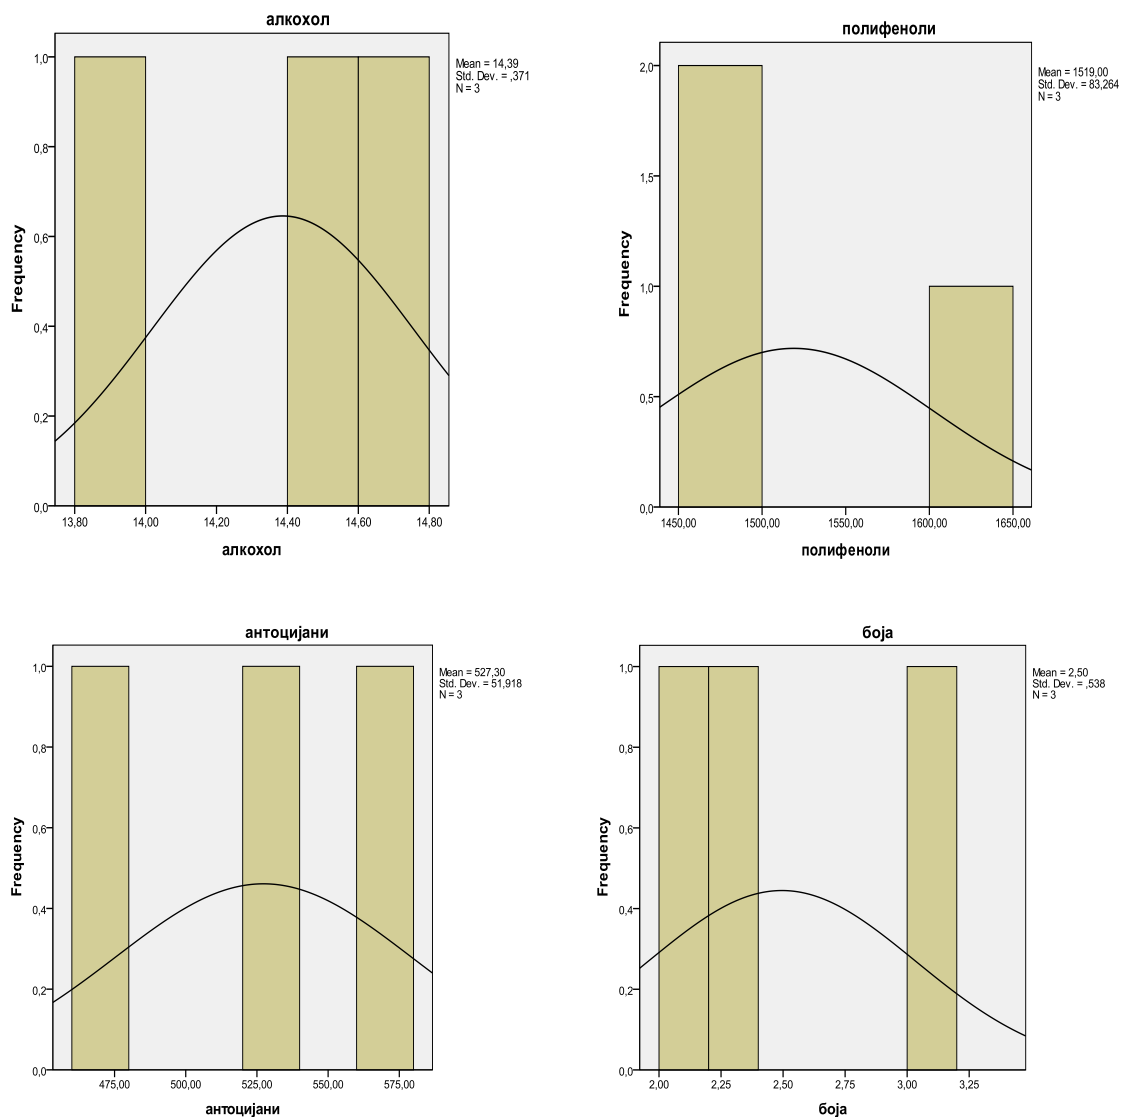 алкохол
Mean = 14,39
Std. Dev. = ,371
N = 3
1,0
0,8
0,6
0,4
0,2
0,0
Frequency
13,80 14,00 14,20 14,40 14,60 14,80
алкохол
полифеноли
Mean = 1519,00
Std. Dev. = 83,264
N = 3
2,0
1,5
1,0
0,5
0,0
Frequency
1450,00 1500,00 1550,00 1600,00 1650,00
полифеноли
антоцијани
Mean = 527,30
Std. Dev. = 51,918
N = 3
1,0
0,8
0,6
0,4
0,2
0,0
Frequency
475,00 500,00 525,00 550,00 575,00
антоцијани
боја
Mean = 2,50
Std. Dev. = ,538
N = 3
1,0
0,8
0,6
0,4
0,2
0,0
Frequency
2,00 2,25 2,50 2,75 3,00 3,25
боја